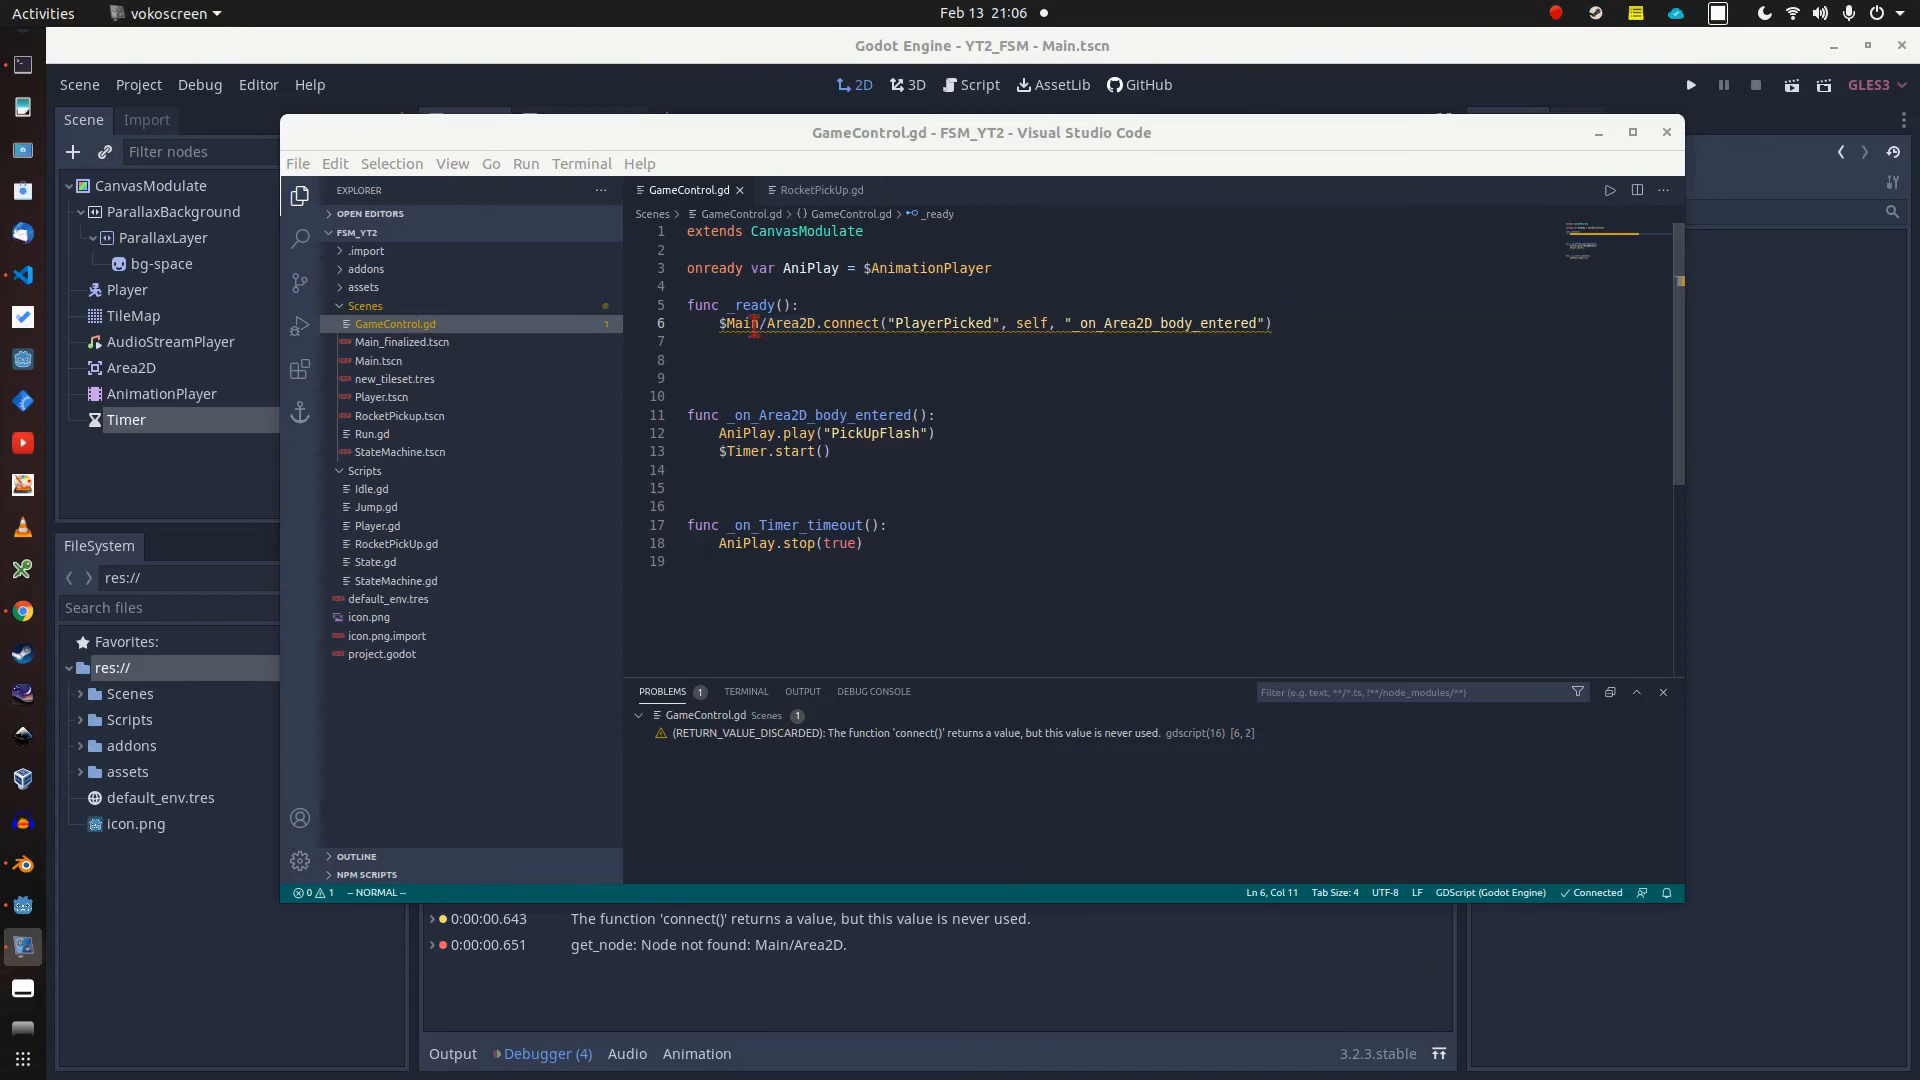 Activities
vokoscreen
Feb 13 21:06
Godot Engine - YT2_FSM - Main.tscn
Scene Project Debug Editor Help
2D 3D Script AssetLib GitHub
GLES3
Scene Import
Filter nodes
CanvasModulate
ParallaxBackground
ParallaxLayer
bg-space
Player
TileMap
AudioStreamPlayer
Area2D
AnimationPlayer
Timer
FileSystem
res://
Search files
Favorites:
res://
Scenes
Scripts
addons
assets
default_env.tres
icon.png
GameControl.gd - FSM_YT2 - Visual Studio Code
File Edit Selection View Go Run Terminal Help
EXPLORER
OPEN EDITORS
FSM_YT2
.import
addons
assets
Scenes
GameControl.gd 1
Main_finalized.tscn
Main.tscn
new_tileset.tres
Player.tscn
RocketPickup.tscn
Run.gd
StateMachine.tscn
Scripts
Idle.gd
Jump.gd
Player.gd
RocketPickUp.gd
State.gd
StateMachine.gd
default_env.tres
icon.png
icon.png.import
project.godot
OUTLINE
NPM SCRIPTS
GameControl.gd RocketPickUp.gd
Scenes > GameControl.gd > {} GameControl.gd > _ready
1 extends CanvasModulate
2
3 onready var AniPlay = $AnimationPlayer
4
5 func _ready():
6 $Main/Area2D.connect("PlayerPicked", self, "_on_Area2D_body_entered")
7
8
9
10
11 func _on_Area2D_body_entered():
12 AniPlay.play("PickUpFlash")
13 $Timer.start()
14
15
16
17 func _on_Timer_timeout():
18 AniPlay.stop(true)
19
PROBLEMS 1 TERMINAL OUTPUT DEBUG CONSOLE
Filter (e.g. text, **/*.ts, !**/node_modules/**)
GameControl.gd Scenes 1
(RETURN_VALUE_DISCARDED): The function 'connect()' returns a value, but this value is never used. gdscript(16) [6, 2]
0 1 -- NORMAL --
Ln 6, Col 11 Tab Size: 4 UTF-8 LF GDScript (Godot Engine) Connected
0:00:00.643 The function 'connect()' returns a value, but this value is never used.
0:00:00.651 get_node: Node not found: Main/Area2D.
Output Debugger (4) Audio Animation
3.2.3.stable